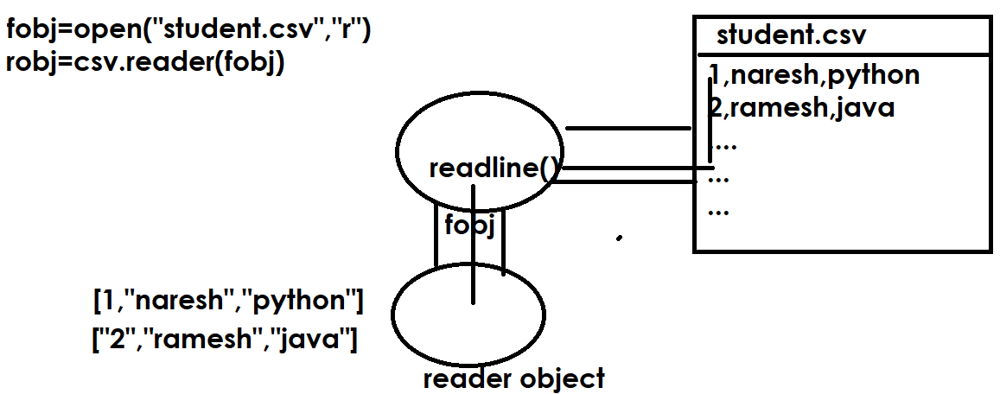 fobj=open("student.csv","r")
robj=csv.reader(fobj)
student.csv
1,naresh,python
2,ramesh,java
....
...
...
readline()
fobj
[1,"naresh","python"]
["2","ramesh","java"]
reader object